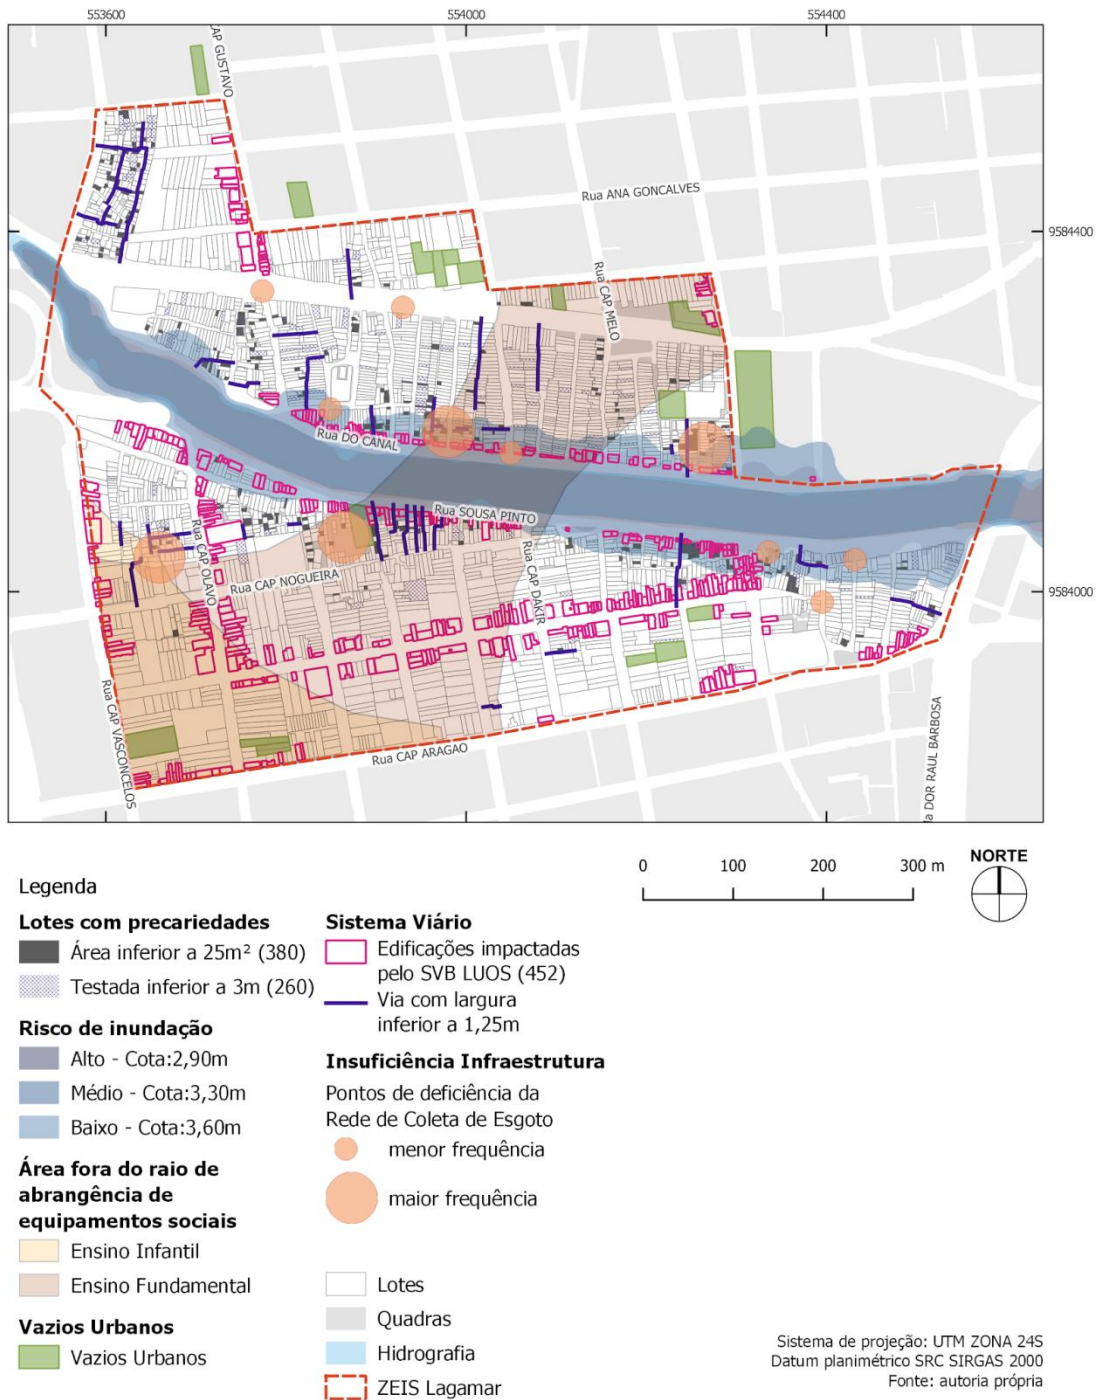 553600
554000
554400
CAP GUSTAVO
Rua ANA GONCALVES
9584400
Rua CAP MELO
Rua DO CANAL
Rua SOUSA PINTO
Rua CAP OLAVO
Rua CAP NOGUEIRA
Rua CAP DAKIR
9584000
Rua CAP VASCONCELOS
Rua CAP ARAGAO
a DOR RAUL BARBOSA
0 100 200 300 m
NORTE
Legenda
Lotes com precariedades
Área inferior a 25m² (380)
Testada inferior a 3m (260)
Risco de inundação
Alto - Cota:2,90m
Médio - Cota:3,30m
Baixo - Cota:3,60m
Área fora do raio de
abrangência de
equipamentos sociais
Ensino Infantil
Ensino Fundamental
Vazios Urbanos
Vazios Urbanos
Sistema Viário
Edificações impactadas
pelo SVB LUOS (452)
Via com largura
inferior a 1,25m
Insuficiência Infraestrutura
Pontos de deficiência da
Rede de Coleta de Esgoto
menor frequência
maior frequência
Lotes
Quadras
Hidrografia
ZEIS Lagamar
Sistema de projeção: UTM ZONA 24S
Datum planimétrico SRC SIRGAS 2000
Fonte: autoria própria